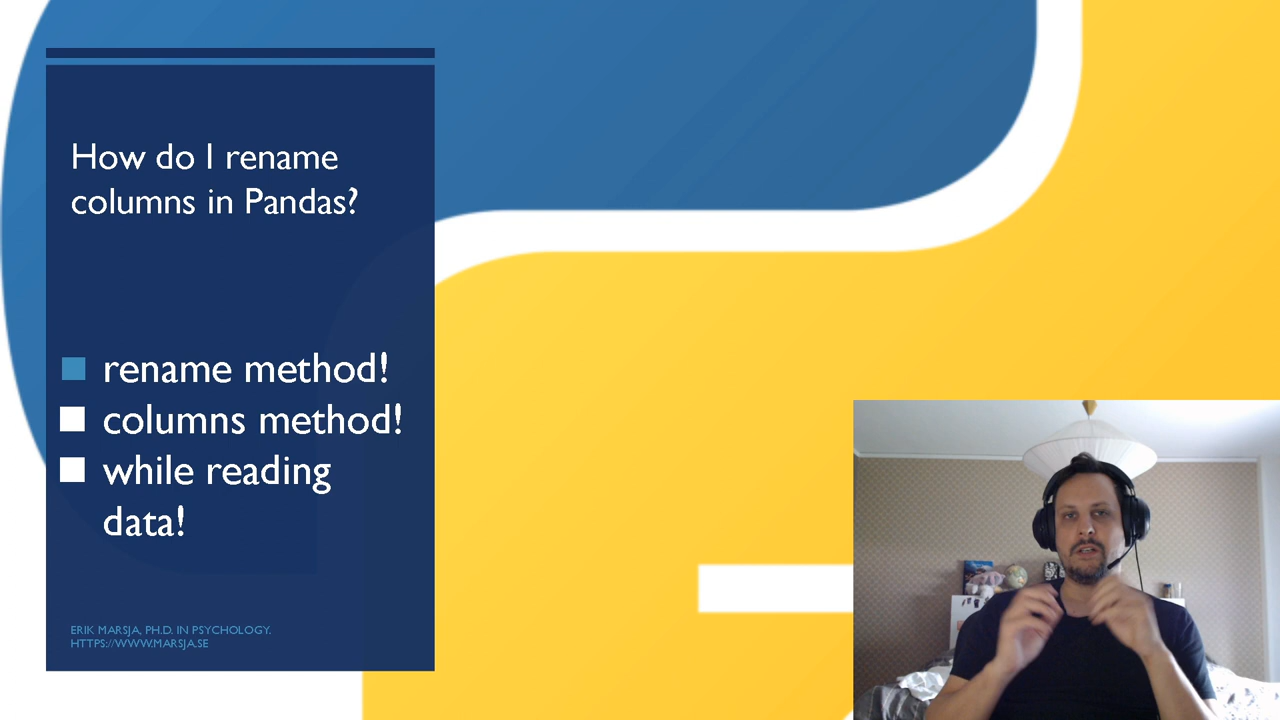 How do I rename
columns in Pandas?
rename method!
columns method!
while reading
data!
ERIK MARSJA, PH.D. IN PSYCHOLOGY.
HTTPS://WWW.MARSJA.SE